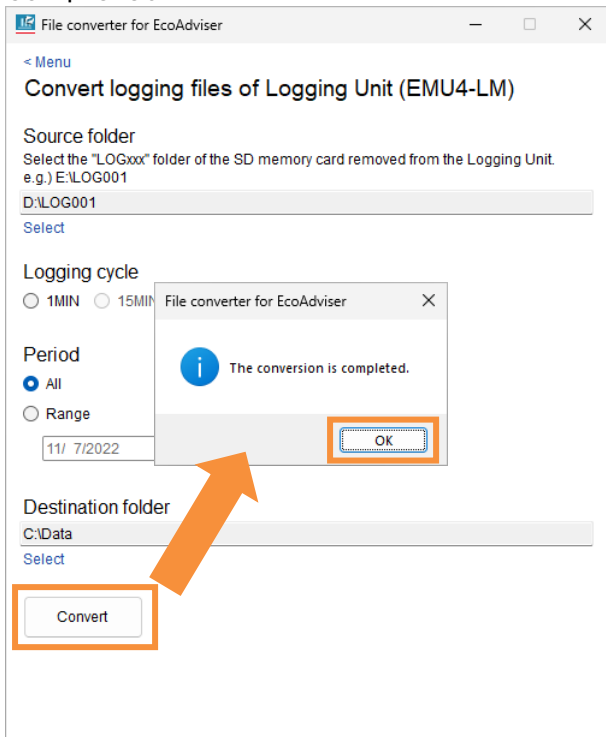 File converter for EcoAdviser
< Menu
Convert logging files of Logging Unit (EMU4-LM)
Source folder
Select the "LOGxxx" folder of the SD memory card removed from the Logging Unit.
e.g.) E:\LOG001
D:\LOG001
Select
Logging cycle
1MIN 15MIN
File converter for EcoAdviser
The conversion is completed.
OK
Period
All
Range
11/ 7/2022
Destination folder
C:\Data
Select
Convert